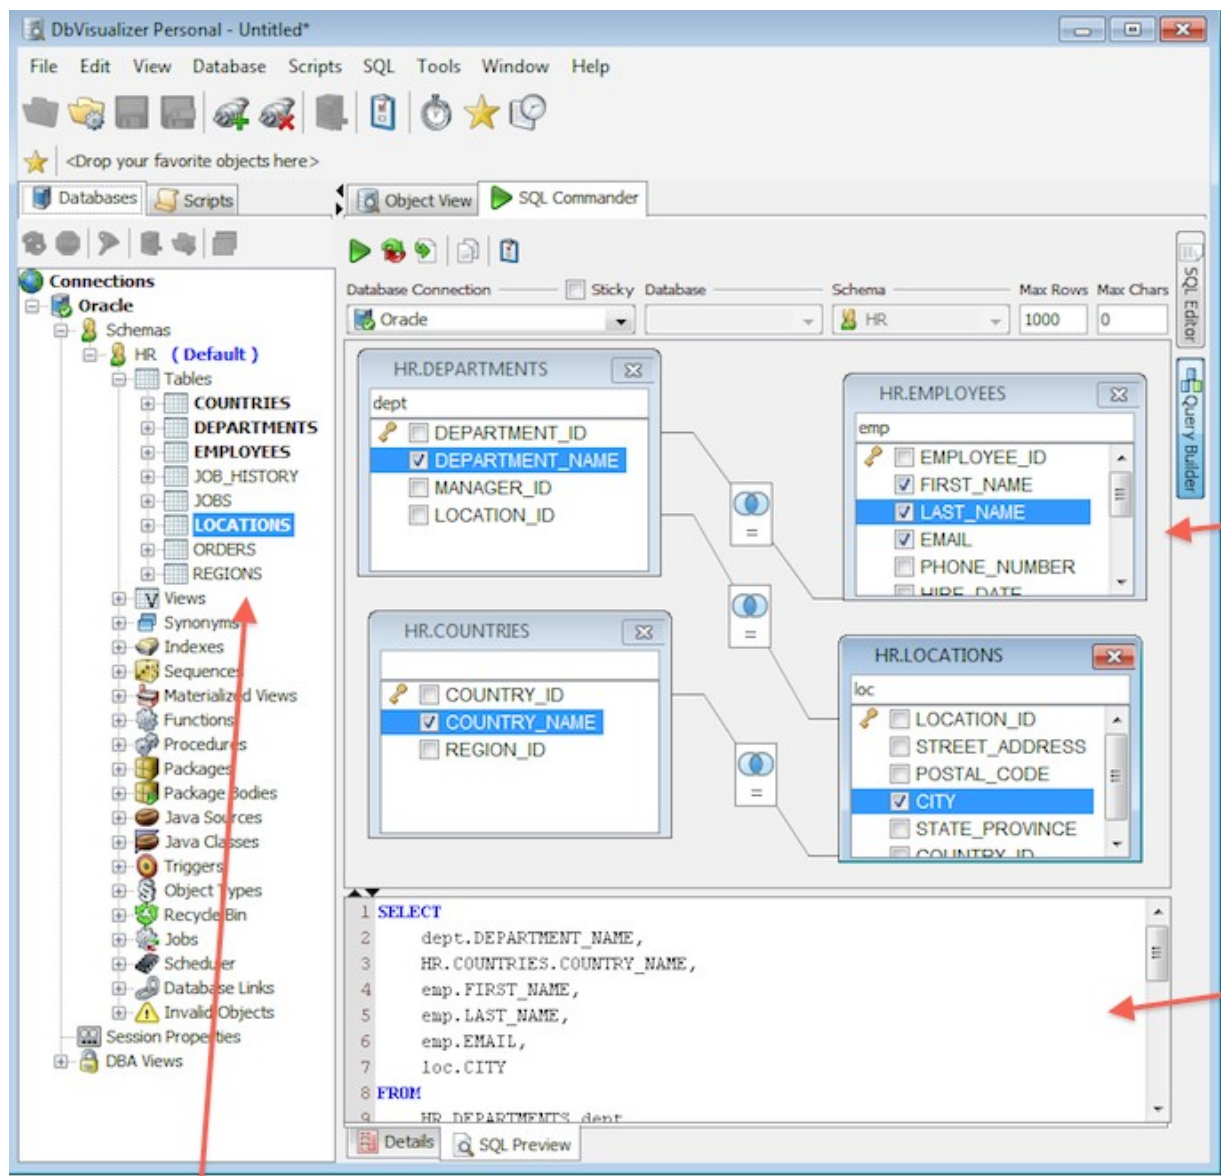 DbVisualizer Personal - Untitled*
File Edit View Database Scripts SQL Tools Window Help
<Drop your favorite objects here>
Databases Scripts
Object View SQL Commander
Connections
Oracle
Schemas
HR ( Default )
Tables
COUNTRIES
DEPARTMENTS
EMPLOYEES
JOB_HISTORY
JOBS
LOCATIONS
ORDERS
REGIONS
Views
Synonyms
Indexes
Sequences
Materialized Views
Functions
Procedures
Packages
Package Bodies
Java Sources
Java Classes
Triggers
Object Types
Recycle Bin
Jobs
Scheduler
Database Links
Invalid Objects
Session Properties
DBA Views
Database Connection Sticky Database Schema Max Rows Max Chars
Oracle HR 1000 0
SQL Editor
Query Builder
HR.DEPARTMENTS
dept
DEPARTMENT_ID
DEPARTMENT_NAME
MANAGER_ID
LOCATION_ID
HR.EMPLOYEES
emp
EMPLOYEE_ID
FIRST_NAME
LAST_NAME
EMAIL
PHONE_NUMBER
HIRE_DATE
=
=
HR.COUNTRIES
COUNTRY_ID
COUNTRY_NAME
REGION_ID
=
HR.LOCATIONS
loc
LOCATION_ID
STREET_ADDRESS
POSTAL_CODE
CITY
STATE_PROVINCE
COUNTRY_ID
1 SELECT
2 dept.DEPARTMENT_NAME,
3 HR.COUNTRIES.COUNTRY_NAME,
4 emp.FIRST_NAME,
5 emp.LAST_NAME,
6 emp.EMAIL,
7 loc.CITY
8 FROM
9 HR.DEPARTMENTS dept
Details SQL Preview